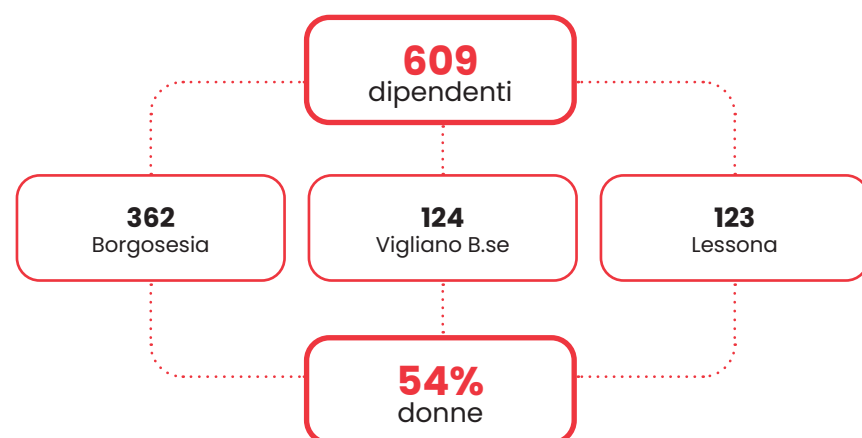 609
dipendenti
362
Borgosesia
124
Vigliano B.se
123
Lessona
54%
donne